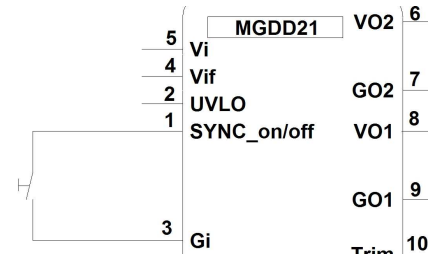 MGDD21
VO2 6
5 Vi
4 Vif
GO2 7
2 UVLO
1 SYNC_on/off
VO1 8
GO1 9
3 Gi
Trim 10